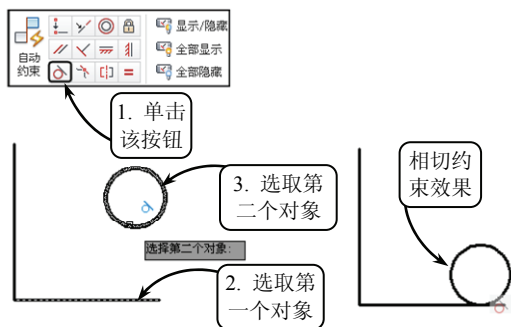 自动
约束
显示/隐藏
全部显示
全部隐藏
1. 单击
该按钮
3. 选取第
二个对象
选择第二个对象:
2. 选取第
一个对象
相切约
束效果